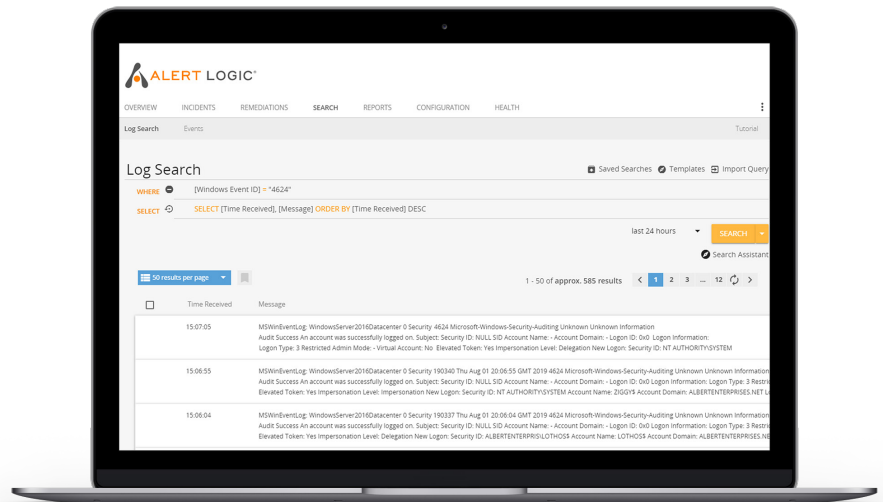 ALERT LOGIC
OVERVIEW INCIDENTS REMEDIATIONS SEARCH REPORTS CONFIGURATION HEALTH
Log Search Events Tutorial
Log Search Saved Searches Templates Import Query
WHERE [Windows Event ID] = "4624"
SELECT SELECT [Time Received], [Message] ORDER BY [Time Received] DESC
last 24 hours SEARCH
Search Assistant
50 results per page 1 - 50 of approx. 585 results < 1 2 3 ... 12 >
Time Received Message
15:07:05 MSWinEventLog: WindowsServer2016Datacenter 0 Security 4624 Microsoft-Windows-Security-Auditing Unknown Unknown Information
Audit Success An account was successfully logged on. Subject: Security ID: NULL SID Account Name: - Account Domain: - Logon ID: 0x0 Logon Information:
Logon Type: 3 Restricted Admin Mode: - Virtual Account: No Elevated Token: Yes Impersonation Level: Delegation New Logon: Security ID: NT AUTHORITY\SYSTEM
15:06:55 MSWinEventLog: WindowsServer2016Datacenter 0 Security 190340 Thu Aug 01 20:06:55 GMT 2019 4624 Microsoft-Windows-Security-Auditing Unknown Unknown Information
Audit Success An account was successfully logged on. Subject: Security ID: NULL SID Account Name: - Account Domain: - Logon ID: 0x0 Logon Information: Logon Type: 3 Restri
Elevated Token: Yes Impersonation Level: Impersonation New Logon: Security ID: NT AUTHORITY\SYSTEM Account Name: ZIGGY$ Account Domain: ALBERTENTERPRISES.NET L
15:06:04 MSWinEventLog: WindowsServer2016Datacenter 0 Security 190337 Thu Aug 01 20:06:04 GMT 2019 4624 Microsoft-Windows-Security-Auditing Unknown Unknown Information
Audit Success An account was successfully logged on. Subject: Security ID: NULL SID Account Name: - Account Domain: - Logon ID: 0x0 Logon Information: Logon Type: 3 Restri
Elevated Token: Yes Impersonation Level: Delegation New Logon: Security ID: ALBERTENTERPRIS\LOTHOS$ Account Name: LOTHOS$ Account Domain: ALBERTENTERPRISES.NE